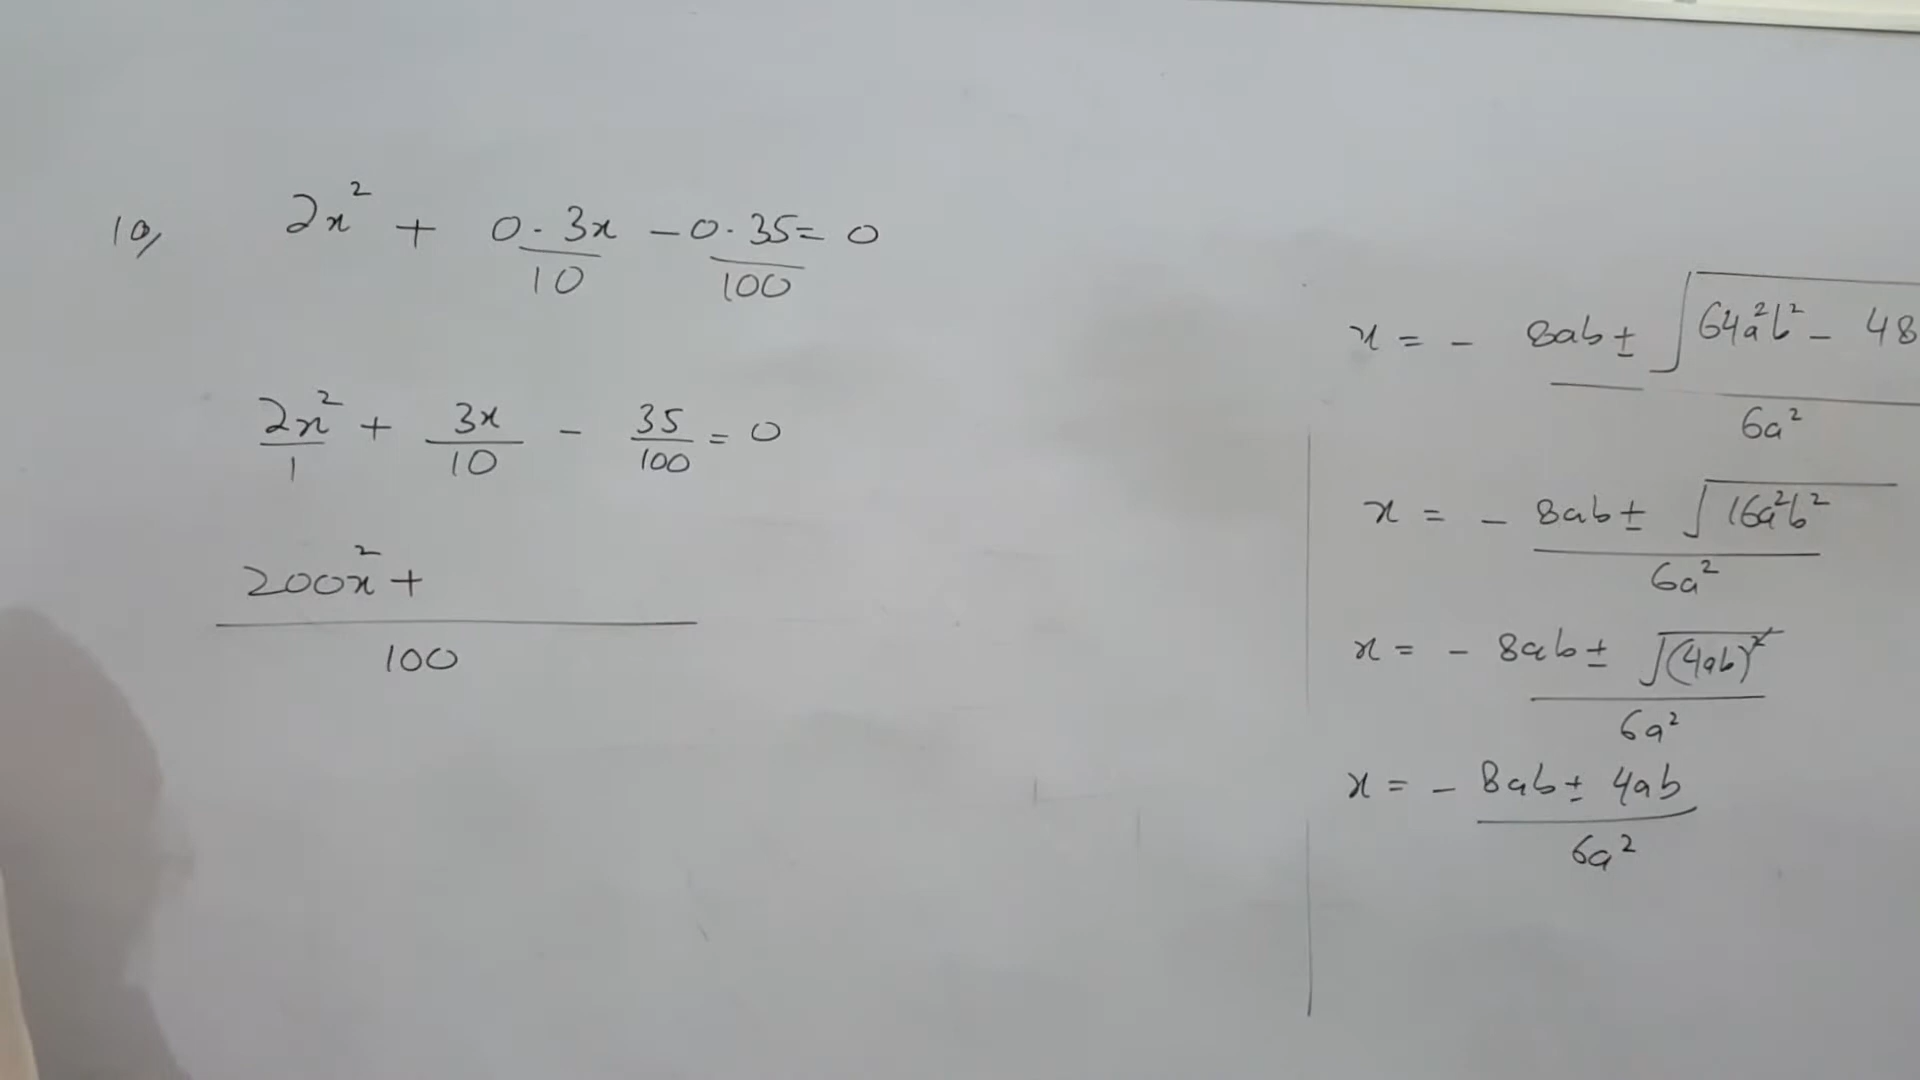 10, 2x² + 0.3x - 0.35 = 0
10 100
2x²/1 + 3x/10 - 35/100 = 0
200x² +
100
x = - 8ab ± √64a²b² - 48
6a²
x = - 8ab ± √16a²b²
6a²
x = - 8ab ± √(4ab)²
6a²
x = - 8ab ± 4ab
6a²